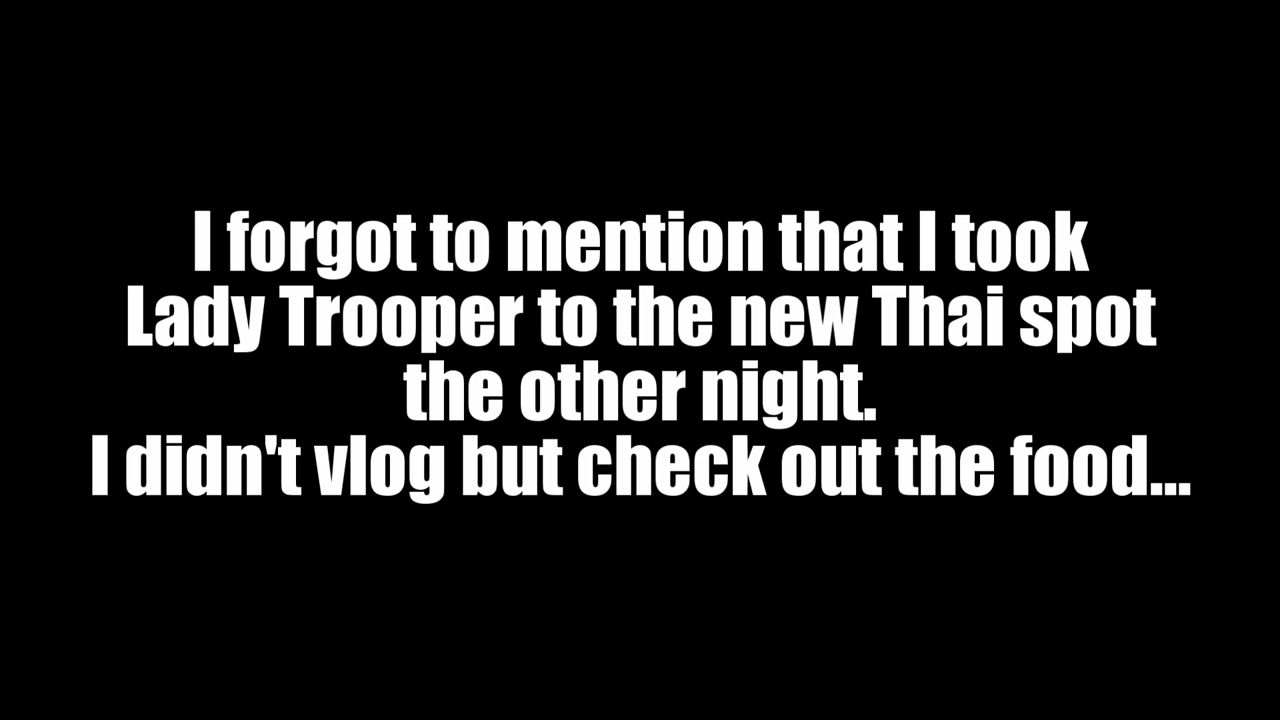 I forgot to mention that I took
Lady Trooper to the new Thai spot
the other night.
I didn't vlog but check out the food...